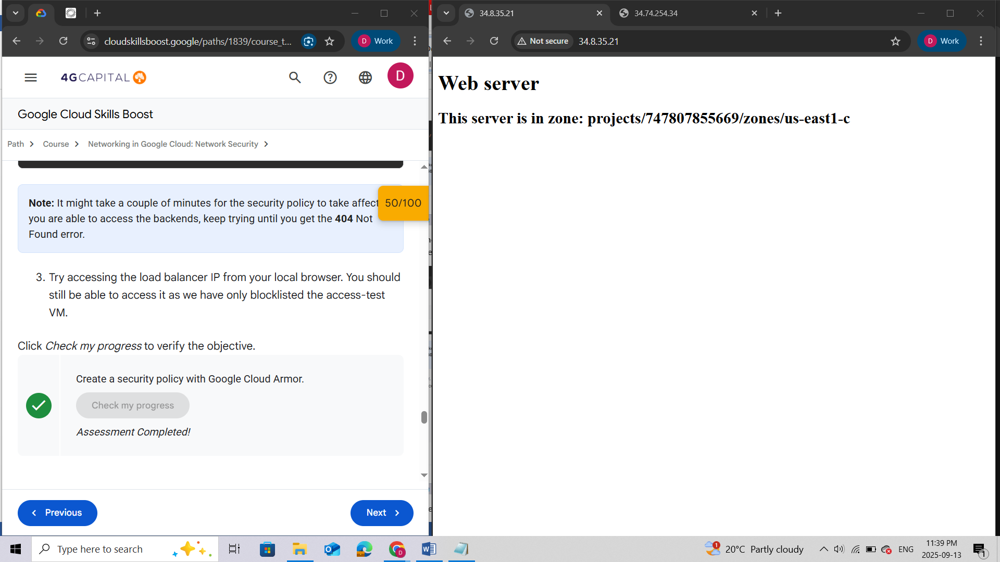 cloudskillsboost.google/paths/1839/course_t...
D Work
4GCAPITAL
D
Google Cloud Skills Boost
Path > Course > Networking in Google Cloud: Network Security >
Note: It might take a couple of minutes for the security policy to take affect
you are able to access the backends, keep trying until you get the 404 Not
Found error.
50/100
3. Try accessing the load balancer IP from your local browser. You should
still be able to access it as we have only blocklisted the access-test
VM.
Click Check my progress to verify the objective.
Create a security policy with Google Cloud Armor.
Check my progress
Assessment Completed!
Previous
Next
34.8.35.21
34.74.254.34
Not secure 34.8.35.21
D Work
Web server
This server is in zone: projects/747807855669/zones/us-east1-c
Type here to search
1
20°C Partly cloudy
ENG
11:39 PM
2025-09-13
1